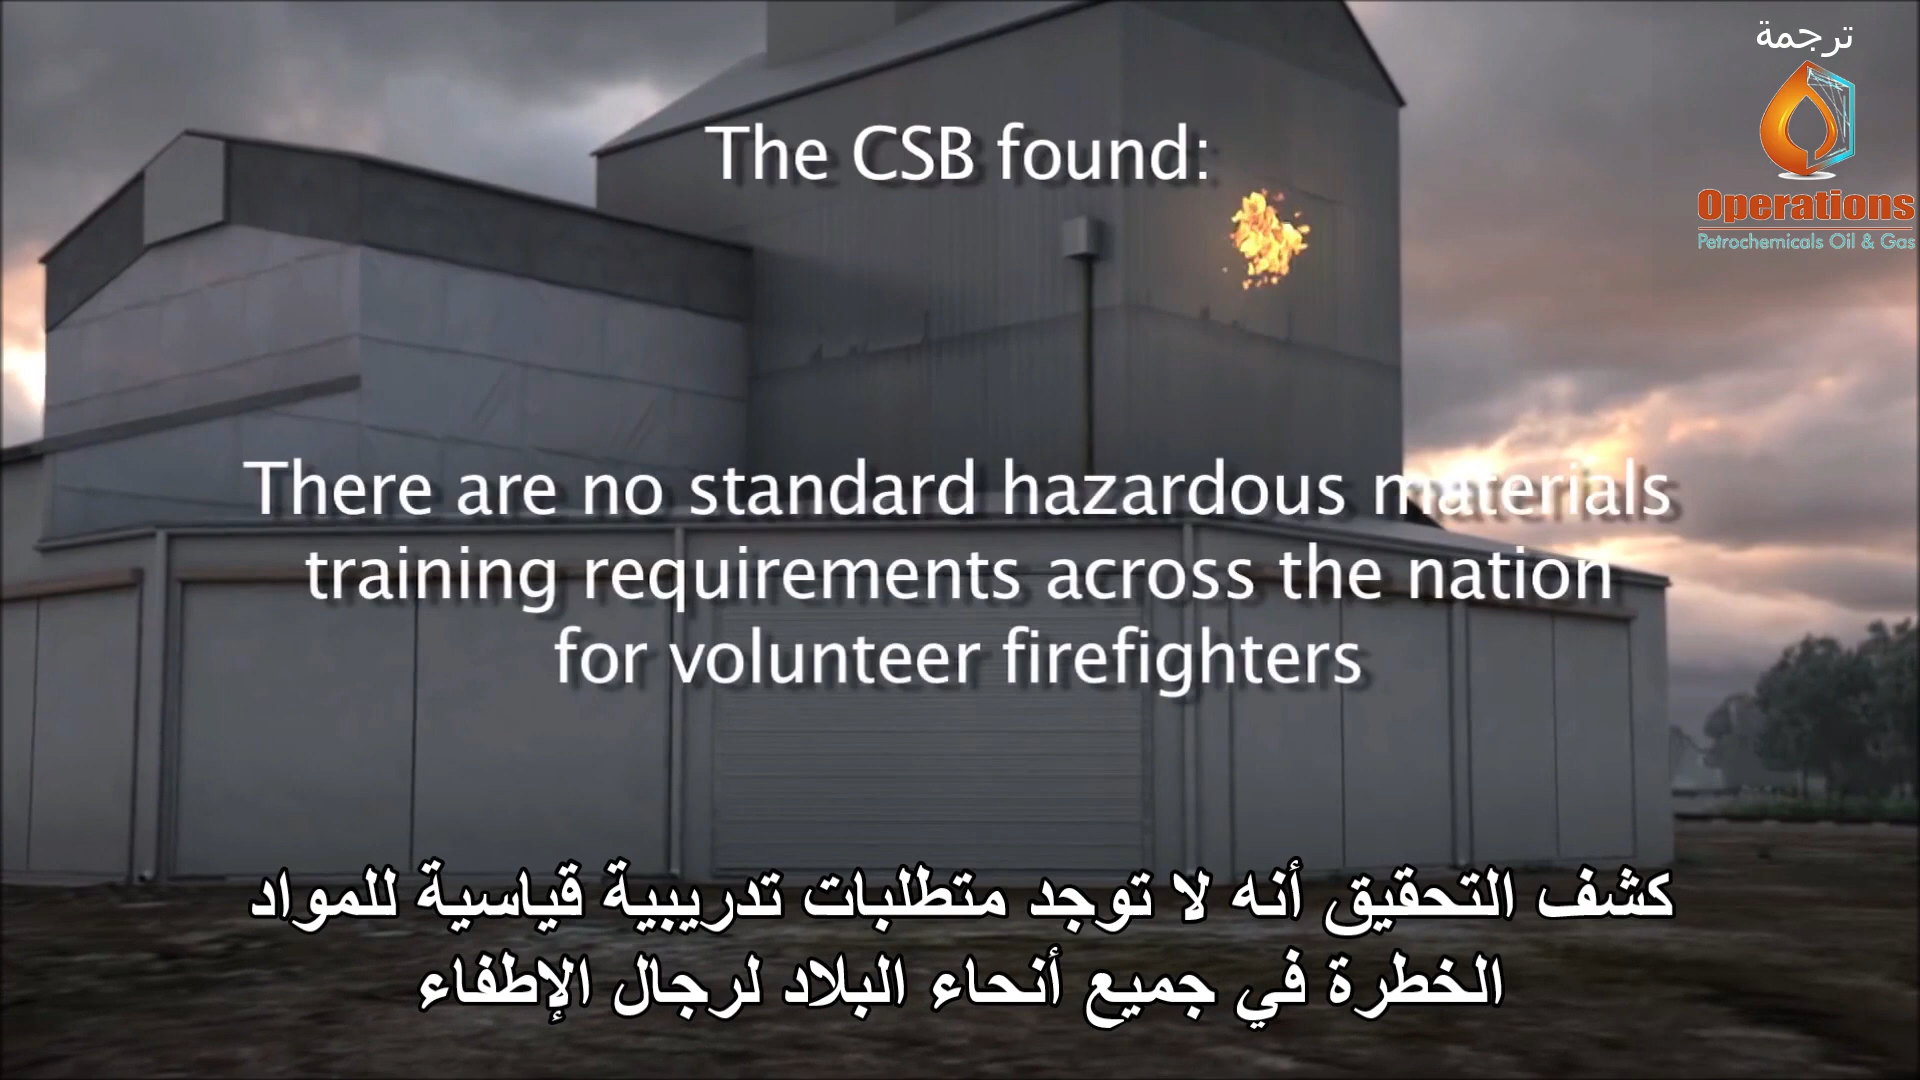 ترجمة
Operations
Petrochemicals Oil & Gas
The CSB found:
There are no standard hazardous materials
training requirements across the nation
for volunteer firefighters
كشف التحقيق أنه لا توجد متطلبات تدريبية قياسية للمواد
الخطرة في جميع أنحاء البلاد لرجال الإطفاء